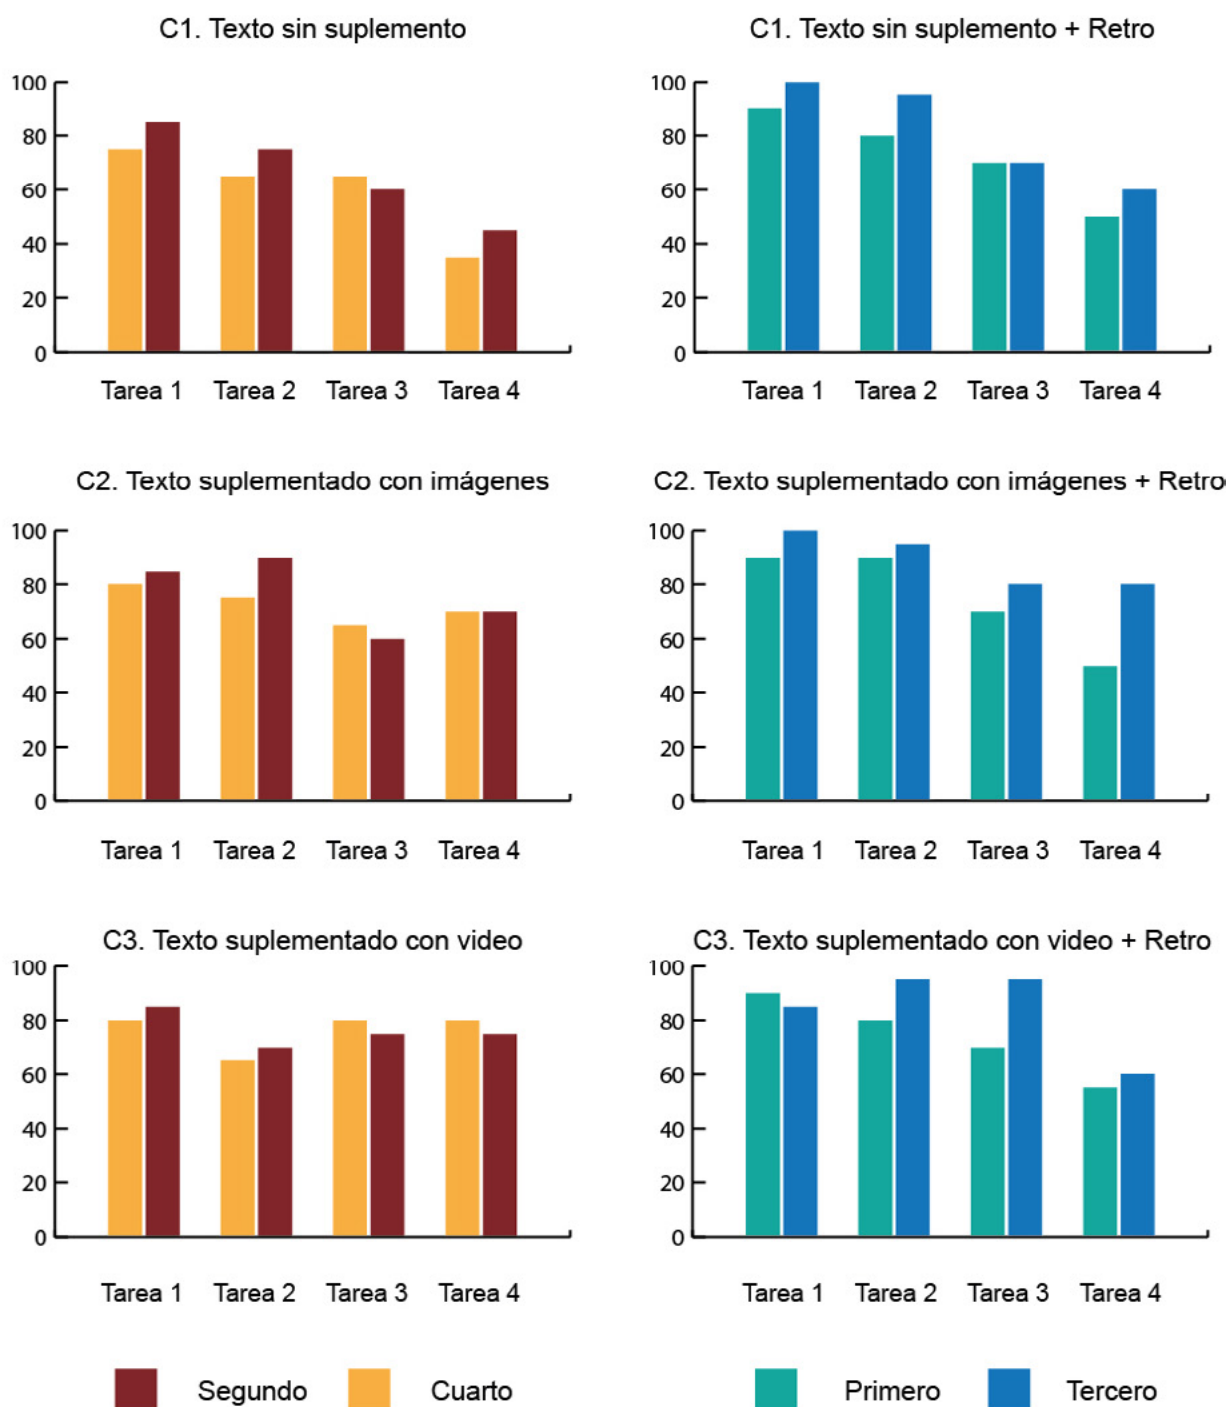 C1. Texto sin suplemento
100
80
60
40
20
0
Tarea 1 Tarea 2 Tarea 3 Tarea 4
C1. Texto sin suplemento + Retro
100
80
60
40
20
0
Tarea 1 Tarea 2 Tarea 3 Tarea 4
C2. Texto suplementado con imágenes
100
80
60
40
20
0
Tarea 1 Tarea 2 Tarea 3 Tarea 4
C2. Texto suplementado con imágenes + Retro
100
80
60
40
20
0
Tarea 1 Tarea 2 Tarea 3 Tarea 4
C3. Texto suplementado con video
100
80
60
40
20
0
Tarea 1 Tarea 2 Tarea 3 Tarea 4
C3. Texto suplementado con video + Retro
100
80
60
40
20
0
Tarea 1 Tarea 2 Tarea 3 Tarea 4
Segundo Cuarto
Primero Tercero